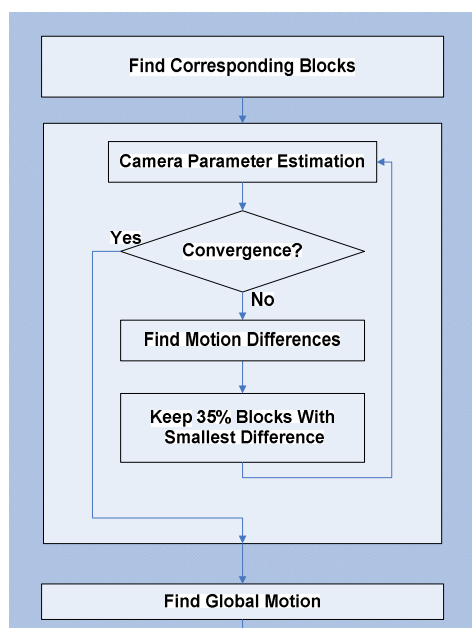 Find Corresponding Blocks
Camera Parameter Estimation
Yes
Convergence?
No
Find Motion Differences
Keep 35% Blocks With
Smallest Difference
Find Global Motion